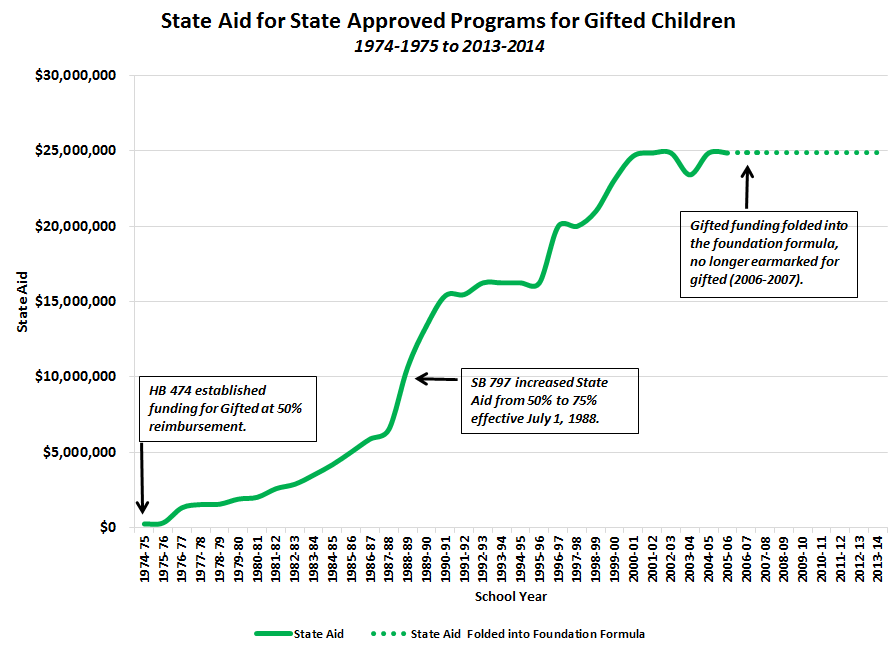 State Aid for State Approved Programs for Gifted Children
1974-1975 to 2013-2014
$30,000,000
$25,000,000
$20,000,000
$15,000,000
$10,000,000
$5,000,000
$0
State Aid
HB 474 established
funding for Gifted at 50%
reimbursement.
SB 797 increased State
Aid from 50% to 75%
effective July 1, 1988.
Gifted funding folded into
the foundation formula,
no longer earmarked for
gifted (2006-2007).
1974-75
1975-76
1976-77
1977-78
1978-79
1979-80
1980-81
1981-82
1982-83
1983-84
1984-85
1985-86
1986-87
1987-88
1988-89
1989-90
1990-91
1991-92
1992-93
1993-94
1994-95
1995-96
1996-97
1997-98
1998-99
1999-00
2000-01
2001-02
2002-03
2003-04
2004-05
2005-06
2006-07
2007-08
2008-09
2009-10
2010-11
2011-12
2012-13
2013-14
School Year
State Aid
State Aid Folded into Foundation Formula